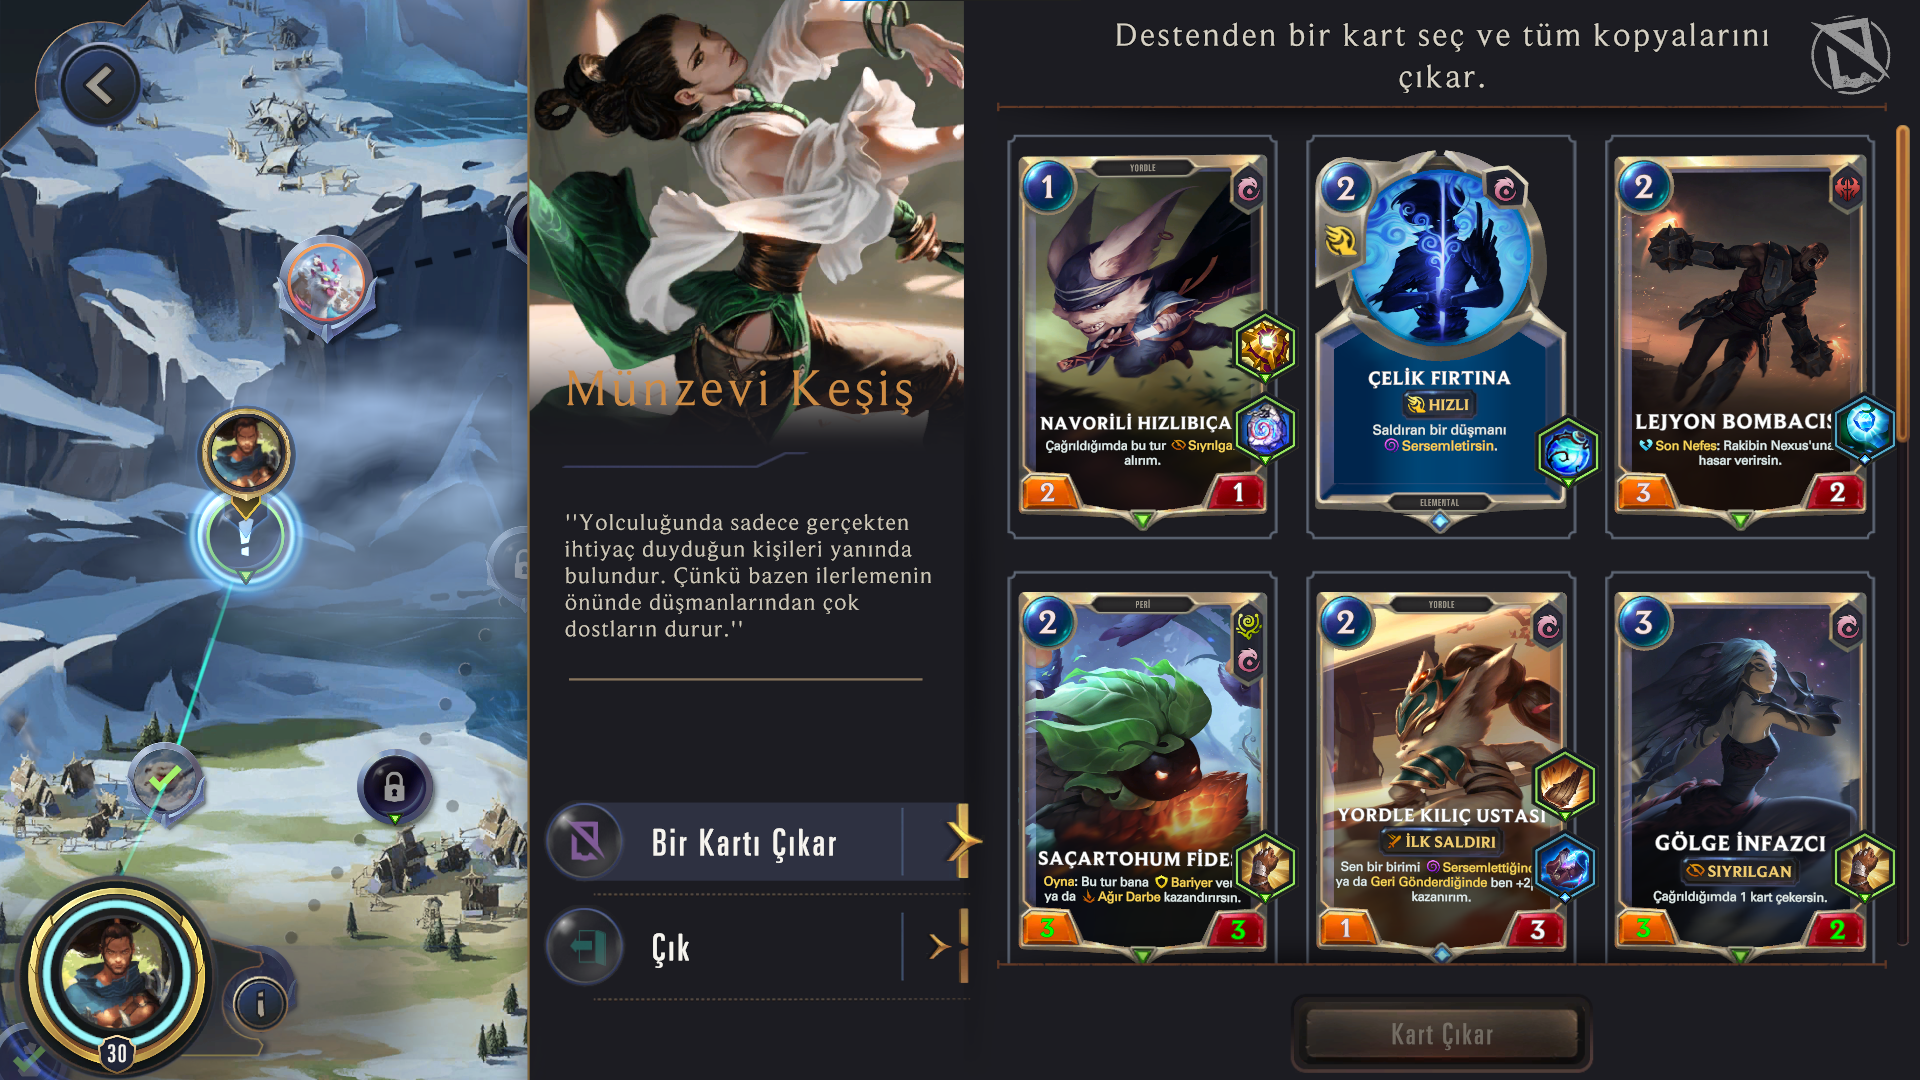 Destenden bir kart seç ve tüm kopyalarını
çıkar.
Münzevi Keşiş
''Yolculuğunda sadece gerçekten
ihtiyaç duyduğun kişileri yanında
bulundur. Çünkü bazen ilerlemenin
önünde düşmanlarından çok
dostların durur.''
Bir Kartı Çıkar
Çık
30
1
YORDLE
NAVORİLİ HIZLIBIÇA
Çağrıldığımda bu tur Sıyrılga
alırım.
2
1
2
ÇELİK FIRTINA
HIZLI
Saldıran bir düşmanı
Sersemletirsin.
ELEMENTAL
2
LEJYON BOMBACIS
Son Nefes: Rakibin Nexus'una
hasar verirsin.
3
2
2
PERİ
SAÇARTOHUM FİDE
Oyna: Bu tur bana Bariyer ver
ya da Ağır Darbe kazandırırsın.
3
3
2
YORDLE
YORDLE KILIÇ USTASI
İLK SALDIRI
Sen bir birimi Sersemlettiğinde
ya da Geri Gönderdiğinde ben +2
kazanırım.
1
3
3
GÖLGE İNFAZCI
SIYRILGAN
Çağrıldığımda 1 kart çekersin.
3
2
Kart Çıkar